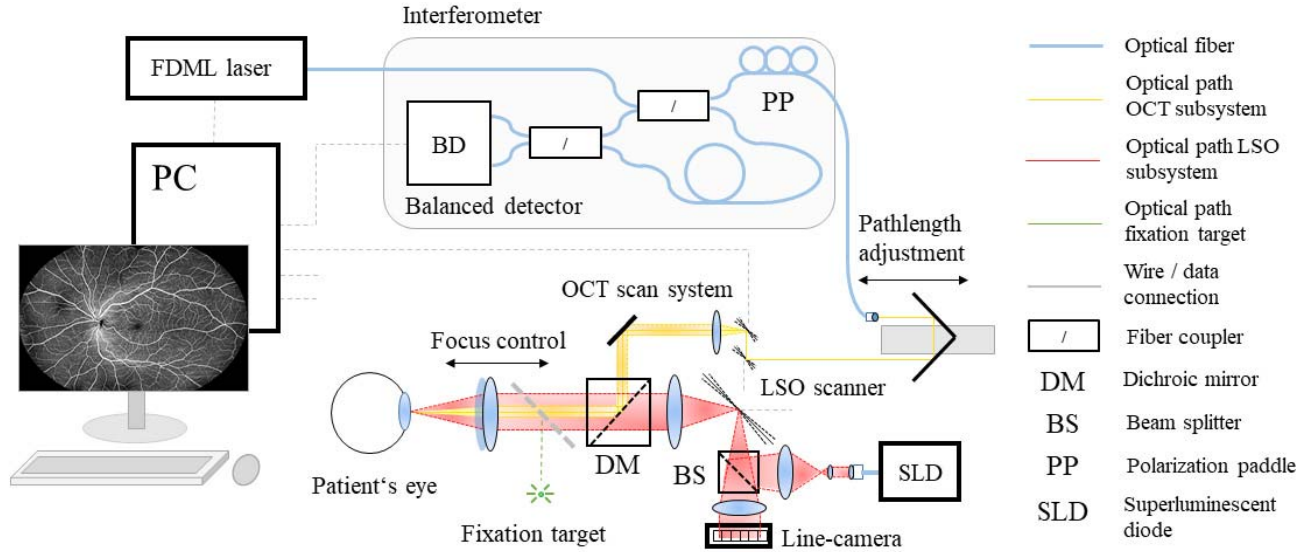 Interferometer
FDML laser
PP
/
/
BD
Balanced detector
PC
Pathlength
adjustment
OCT scan system
Focus control
LSO scanner
DM
BS
SLD
Patient‘s eye
Fixation target
Line-camera
Optical fiber
Optical path
OCT subsystem
Optical path LSO
subsystem
Optical path
fixation target
Wire / data
connection
/
Fiber coupler
DM
Dichroic mirror
BS
Beam splitter
PP
Polarization paddle
SLD
Superluminescent
diode